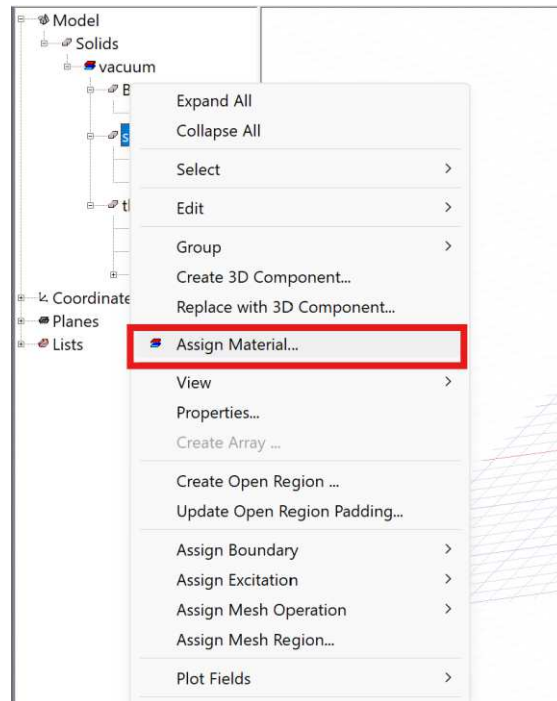 Model
Solids
vacuum
B
Expand All
Collapse All
s
Select
Edit
tl
Group
Create 3D Component...
Coordinate
Replace with 3D Component...
Planes
Lists
Assign Material...
View
Properties...
Create Array ...
Create Open Region ...
Update Open Region Padding...
Assign Boundary
Assign Excitation
Assign Mesh Operation
Assign Mesh Region...
Plot Fields